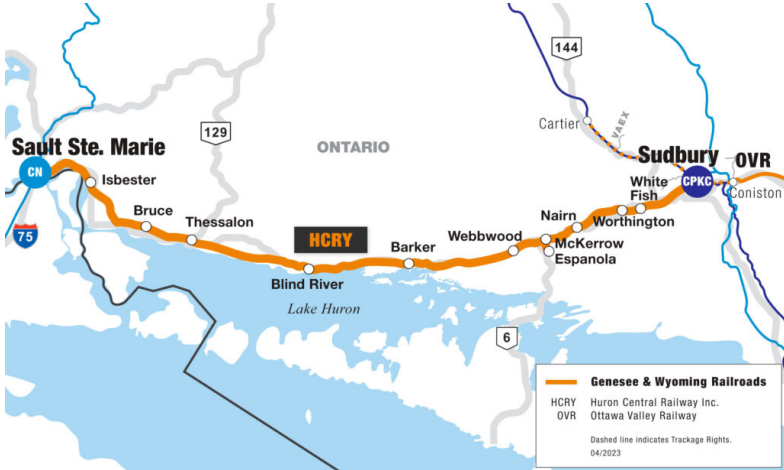 144
Cartier
VAEX
129
ONTARIO
Sault Ste. Marie
CN
Isbester
Sudbury
OVR
CPKC
Coniston
White
Fish
75
Bruce
Thessalon
Nairn
Worthington
HCRY
Barker
Webbwood
McKerrow
Espanola
Blind River
Lake Huron
6
Genesee & Wyoming Railroads
HCRY Huron Central Railway Inc.
OVR Ottawa Valley Railway
Dashed line indicates Trackage Rights.
04/2023